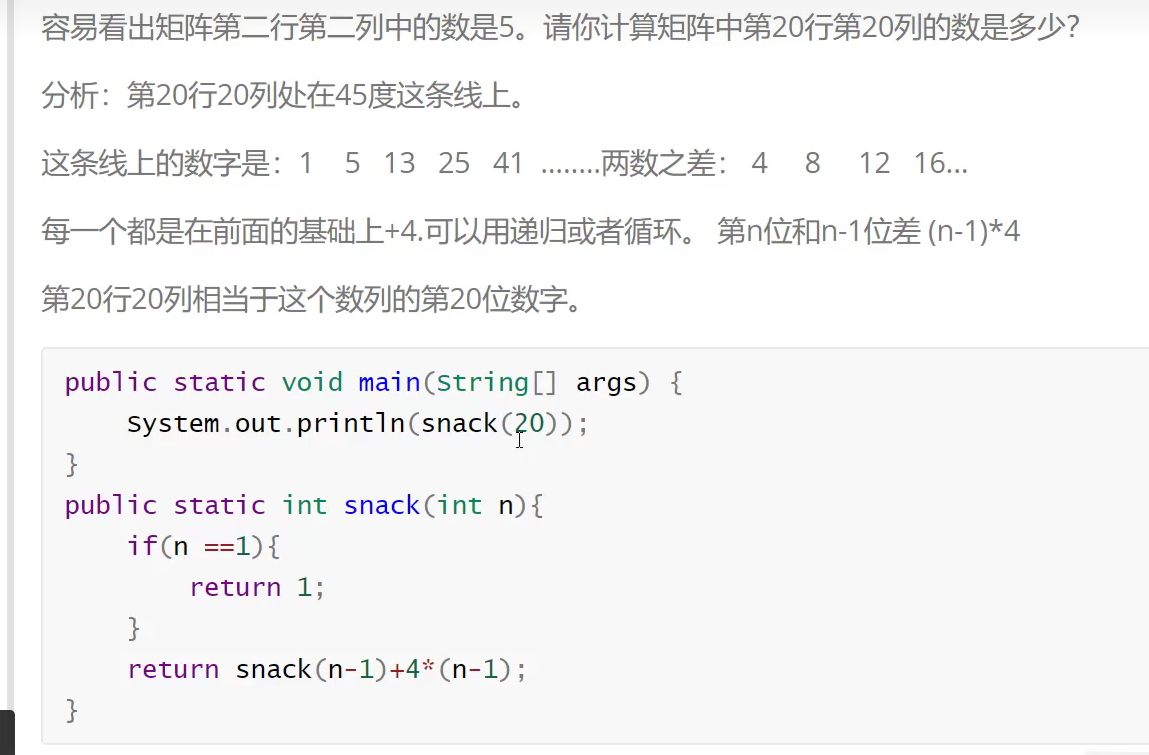 容易看出矩阵第二行第二列中的数是5。请你计算矩阵中第20行第20列的数是多少?
分析：第20行20列处在45度这条线上。
这条线上的数字是：1 5 13 25 41 ........两数之差： 4 8 12 16...
每一个都是在前面的基础上+4.可以用递归或者循环。 第n位和n-1位差 (n-1)*4
第20行20列相当于这个数列的第20位数字。
public static void main(String[] args) {
    System.out.println(snack(20));
}
public static int snack(int n){
    if(n ==1){
        return 1;
    }
    return snack(n-1)+4*(n-1);
}